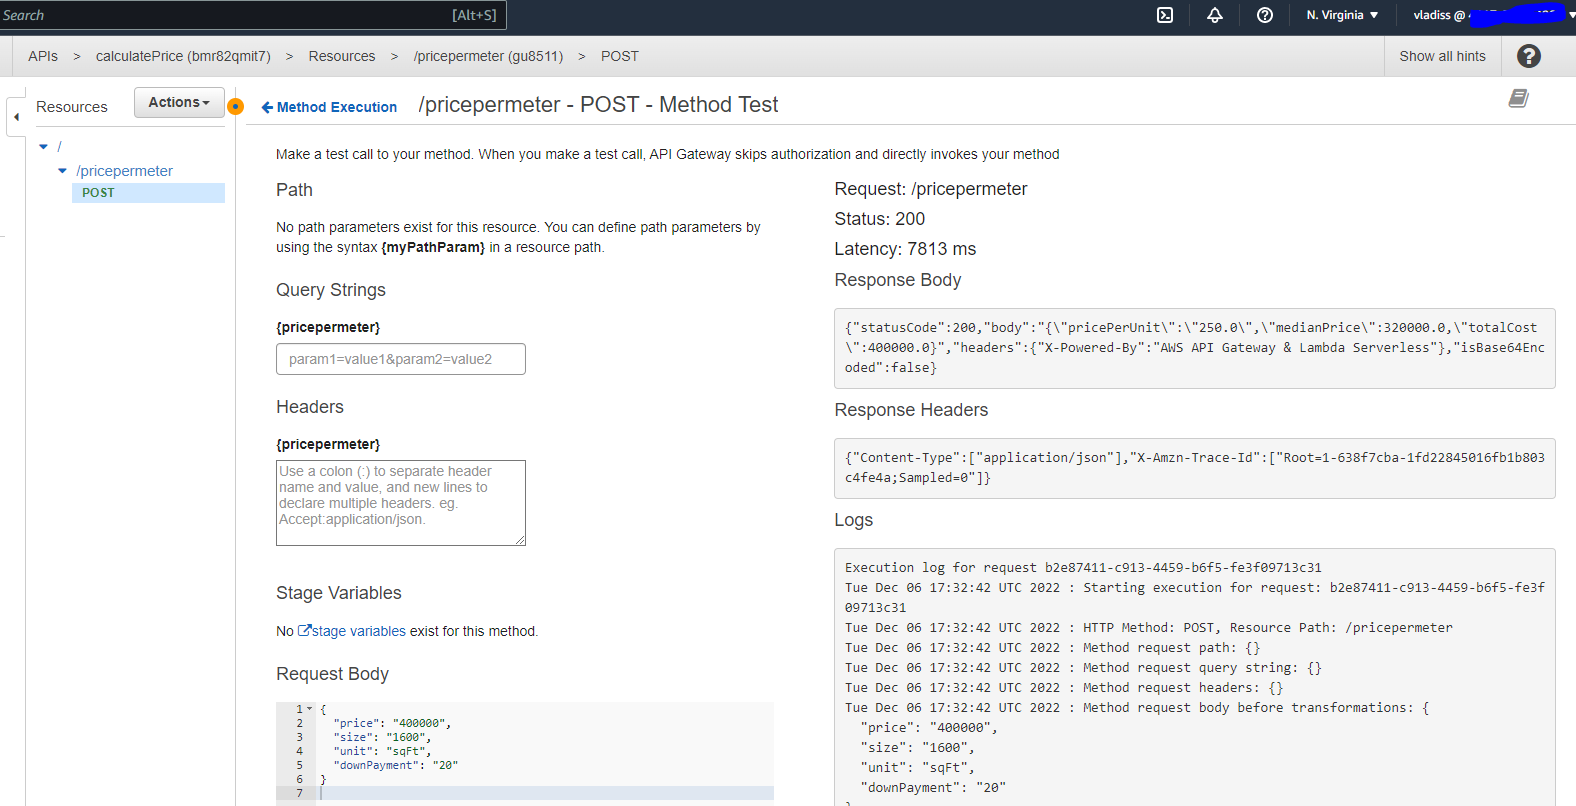 Search [Alt+S] N. Virginia vladiss @
APIs > calculatePrice (bmr82qmit7) > Resources > /pricepermeter (gu8511) > POST Show all hints ?
Resources Actions Method Execution /pricepermeter - POST - Method Test
/
/pricepermeter
POST
Make a test call to your method. When you make a test call, API Gateway skips authorization and directly invokes your method
Path
No path parameters exist for this resource. You can define path parameters by
using the syntax {myPathParam} in a resource path.
Query Strings
{pricepermeter}
param1=value1&param2=value2
Headers
{pricepermeter}
Use a colon (:) to separate header
name and value, and new lines to
declare multiple headers. eg.
Accept:application/json.
Stage Variables
No stage variables exist for this method.
Request Body
1 {
2 "price": "400000",
3 "size": "1600",
4 "unit": "sqFt",
5 "downPayment": "20"
6 }
7
Request: /pricepermeter
Status: 200
Latency: 7813 ms
Response Body
{"statusCode":200,"body":"{\"pricePerUnit\":\"250.0\",\"medianPrice\":320000.0,\"totalCost
\":400000.0}","headers":{"X-Powered-By":"AWS API Gateway & Lambda Serverless"},"isBase64Enc
oded":false}
Response Headers
{"Content-Type":["application/json"],"X-Amzn-Trace-Id":["Root=1-638f7cba-1fd22845016fb1b803
c4fe4a;Sampled=0"]}
Logs
Execution log for request b2e87411-c913-4459-b6f5-fe3f09713c31
Tue Dec 06 17:32:42 UTC 2022 : Starting execution for request: b2e87411-c913-4459-b6f5-fe3f
09713c31
Tue Dec 06 17:32:42 UTC 2022 : HTTP Method: POST, Resource Path: /pricepermeter
Tue Dec 06 17:32:42 UTC 2022 : Method request path: {}
Tue Dec 06 17:32:42 UTC 2022 : Method request query string: {}
Tue Dec 06 17:32:42 UTC 2022 : Method request headers: {}
Tue Dec 06 17:32:42 UTC 2022 : Method request body before transformations: {
"price": "400000",
"size": "1600",
"unit": "sqFt",
"downPayment": "20"